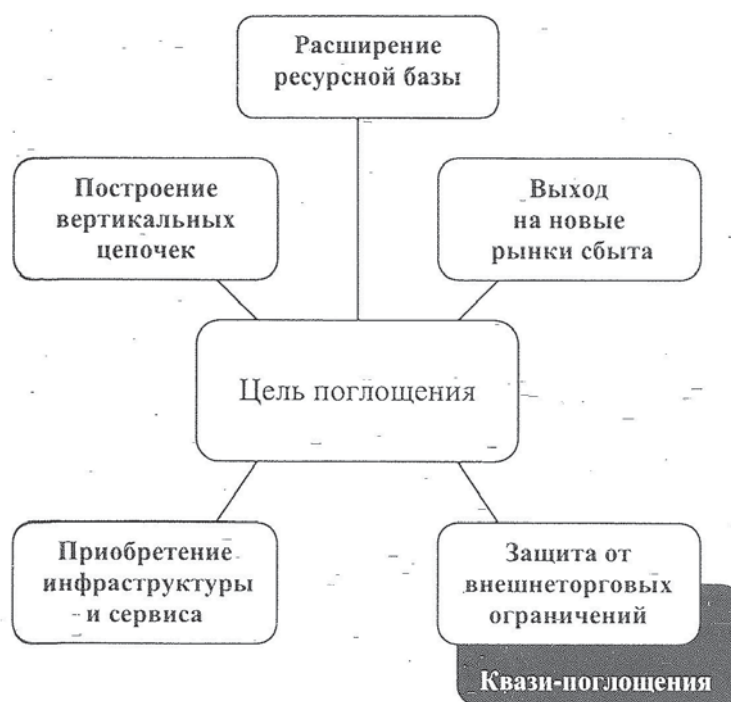 Расширение
ресурсной базы
Построение
вертикальных
цепочек
Выход
на новые
рынки сбыта
Цель поглощения
Приобретение
инфраструктуры
и сервиса
Защита от
внешнеторговых
ограничений
Квази-поглощения